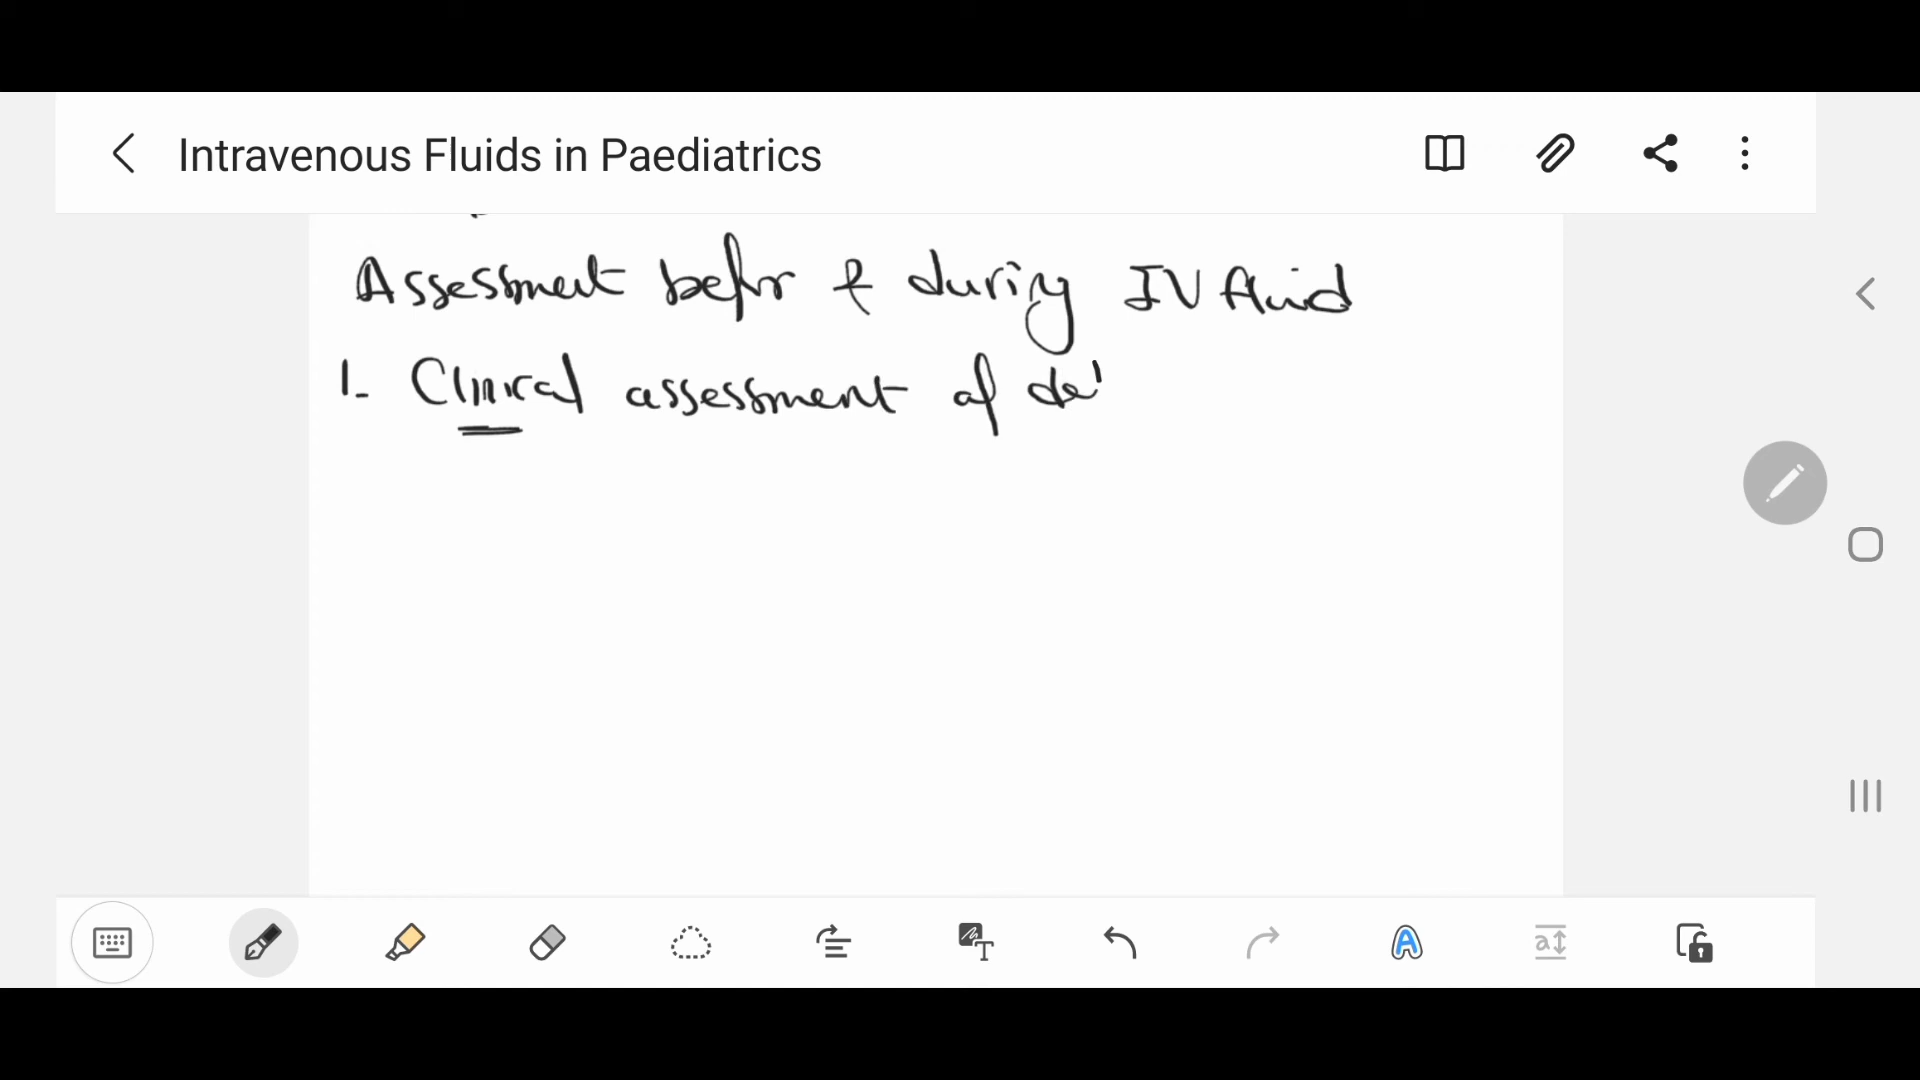 Intravenous Fluids in Paediatrics
Assessment befor & during IV fluid
1- Clinical assessment of de